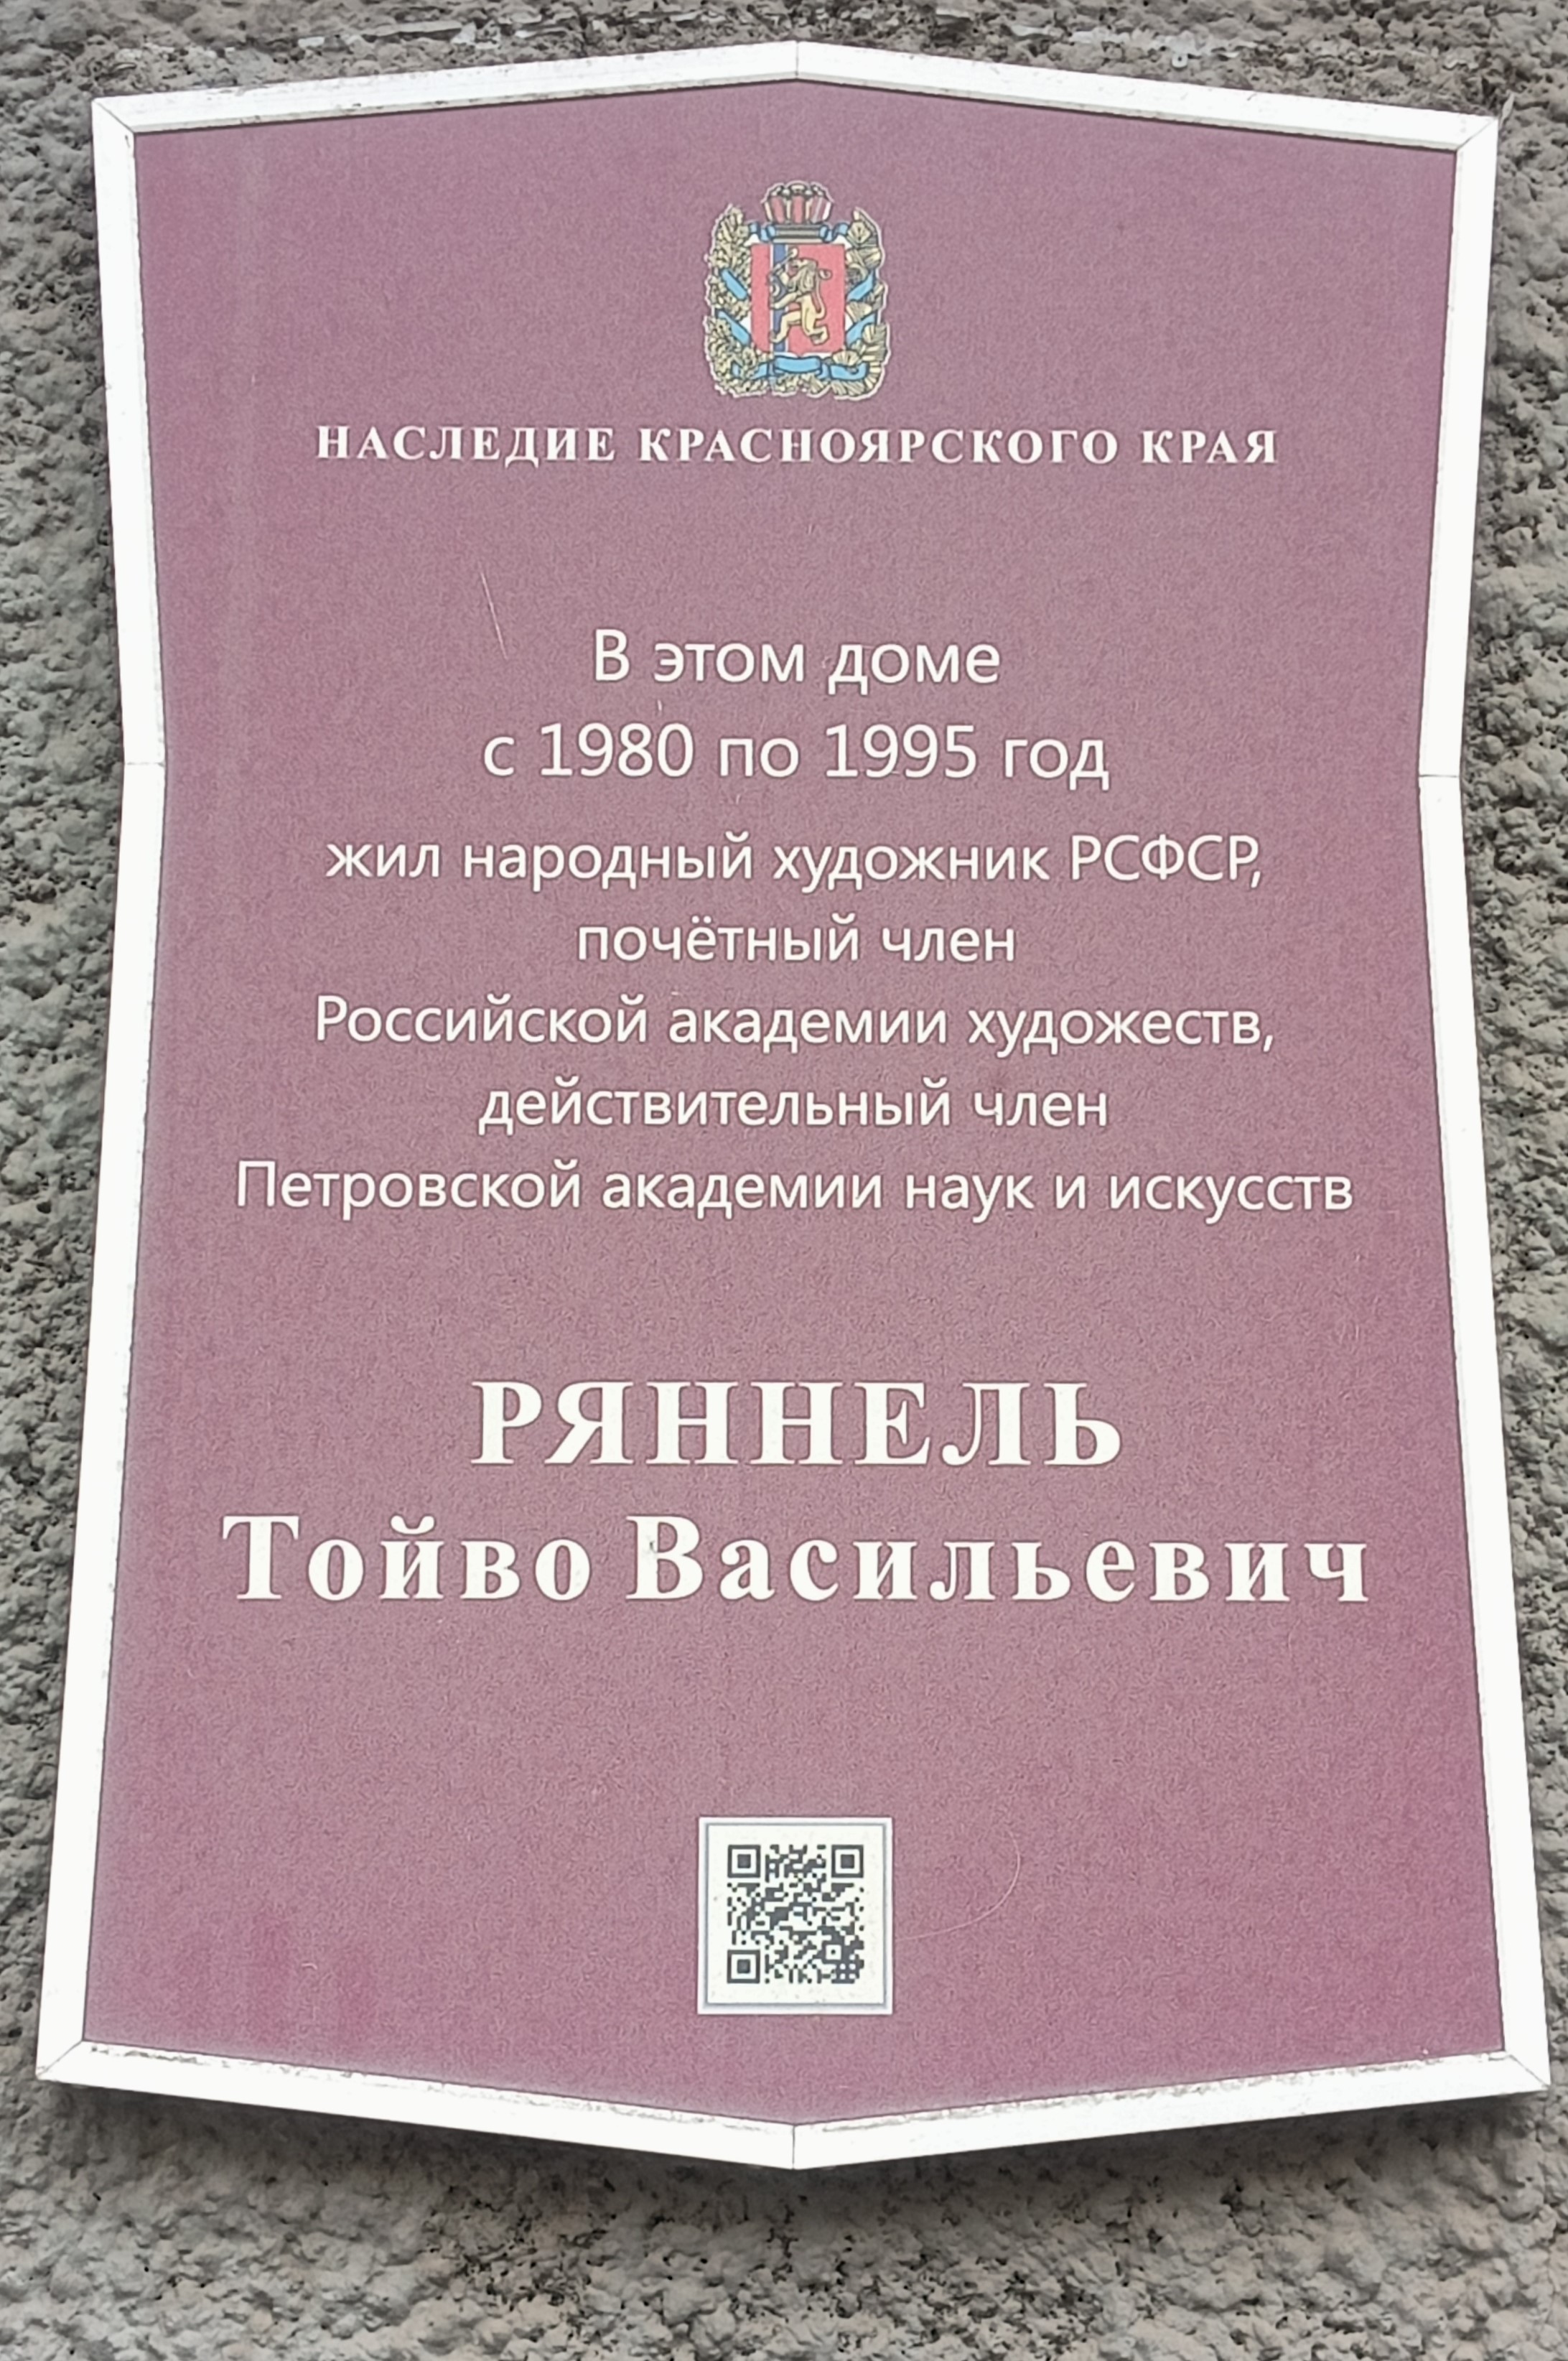 НАСЛЕДИЕ КРАСНОЯРСКОГО КРАЯ
В этом доме
с 1980 по 1995 год
жил народный художник РСФСР,
почётный член
Российской академии художеств,
действительный член
Петровской академии наук и искусств
РЯННЕЛЬ
Тойво Васильевич